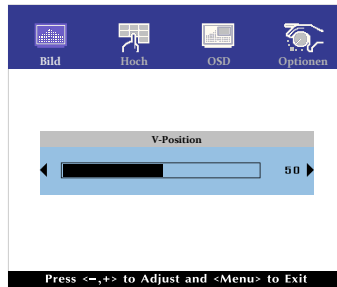 Bild Hoch OSD Optionen
V-Position
50
Press <–,+> to Adjust and <Menu> to Exit